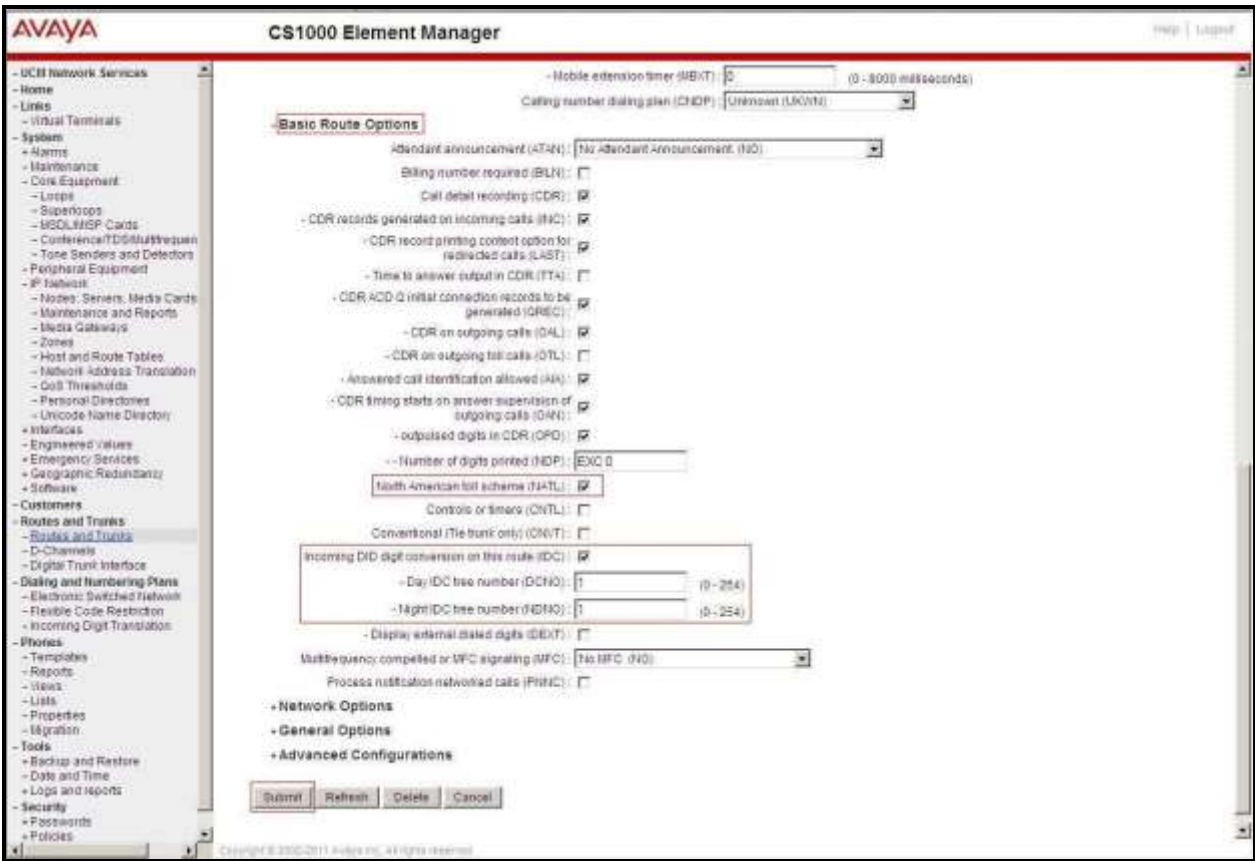 AVAYA
CS1000 Element Manager
Help | Logout
- UCM Network Services
- Home
- Links
- Virtual Terminals
- System
+ Alarms
- Maintenance
- Core Equipment
- Loops
- Superloops
- MSDL/MISP Cards
- Conference/TDS/Multifrequen
- Tone Senders and Detectors
- Peripheral Equipment
- IP Network
- Nodes: Servers, Media Cards
- Maintenance and Reports
- Media Gateways
- Zones
- Host and Route Tables
- Network Address Translation
- QoS Thresholds
- Personal Directories
- Unicode Name Directory
+ Interfaces
- Engineered Values
+ Emergency Services
+ Geographic Redundancy
+ Software
- Customers
- Routes and Trunks
- Routes and Trunks
- D-Channels
- Digital Trunk Interface
- Dialing and Numbering Plans
- Electronic Switched Network
- Flexible Code Restriction
- Incoming Digit Translation
- Phones
- Templates
- Reports
- Views
- Lists
- Properties
- Migration
- Tools
+ Backup and Restore
- Date and Time
+ Logs and reports
- Security
+ Passwords
+ Policies
- Mobile extension timer (MBXT) : 0 (0 - 8000 milliseconds)
Calling number dialing plan (CNDP) : Unknown (UKWN)
- Basic Route Options
Attendant announcement (ATAN) : No Attendant Announcement (NO)
Billing number required (BILN) :
Call detail recording (CDR) :
- CDR records generated on incoming calls (INC) :
- CDR record printing content option for
redirected calls (LAST) :
- Time to answer output in CDR (TTA) :
- CDR ACD Q initial connection records to be
generated (QREC) :
- CDR on outgoing calls (OAL) :
- CDR on outgoing toll calls (OTL) :
- Answered call identification allowed (AIA) :
- CDR timing starts on answer supervision of
outgoing calls (OAN) :
- outpulsed digits in CDR (OPD) :
- - Number of digits printed (NDP) : EXC 0
North American toll scheme (NATL) :
Controls or timers (CNTL) :
Conventional (Tie trunk only) (CNVT) :
Incoming DID digit conversion on this route (IDC) :
- Day IDC tree number (DCNO) : 1 (0 - 254)
- Night IDC tree number (NDNO) : 1 (0 - 254)
- Display external dialed digits (DEXT) :
Multifrequency compelled or MFC signaling (MFC) : No MFC (NO)
Process notification networked calls (PNNC) :
+ Network Options
+ General Options
+ Advanced Configurations
Submit Refresh Delete Cancel
Copyright © 2002-2011 Avaya Inc. All rights reserved.